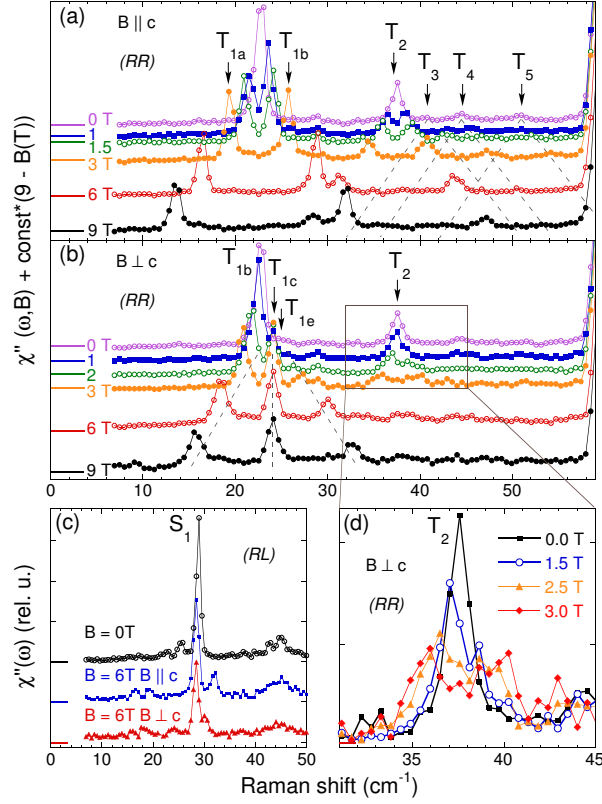 χ'' (ω,B) + const*(9 - B(T))
(a)
B || c
(RR)
T1a
T1b
T2
T3
T4
T5
0 T
1
1.5
3 T
6 T
9 T
(b)
B ⊥ c
(RR)
T1b
T1c
T1e
T2
0 T
1
2
3 T
6 T
9 T
0 10 20 30 40 50
(c)
S1
(RL)
B = 0T
B = 6T B || c
B = 6T B ⊥ c
χ''(ω) (rel. u.)
0 10 20 30 40 50
(d)
T2
B ⊥ c
(RR)
0.0 T
1.5 T
2.5 T
3.0 T
35 40 45
Raman shift (cm-1)